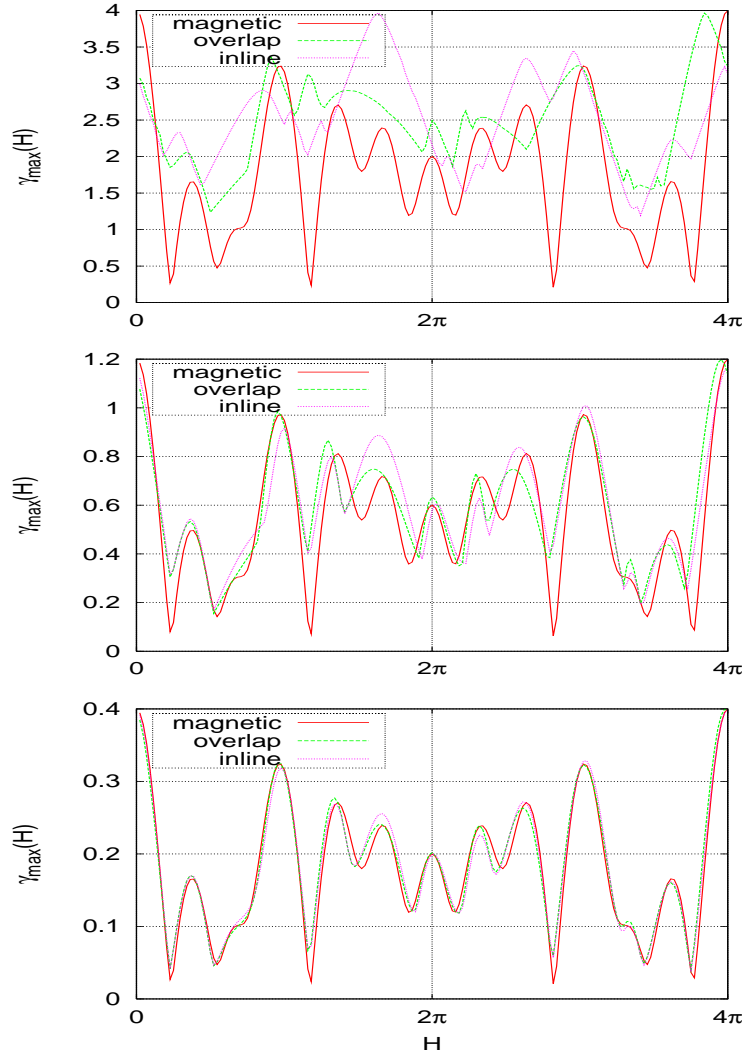 4
3.5
3
2.5
2
1.5
1
0.5
0
γmax(H)
magnetic
overlap
inline
0
2π
4π
1.2
1
0.8
0.6
0.4
0.2
0
γmax(H)
magnetic
overlap
inline
0
2π
4π
0.4
0.3
0.2
0.1
0
γmax(H)
magnetic
overlap
inline
0
2π
4π
H